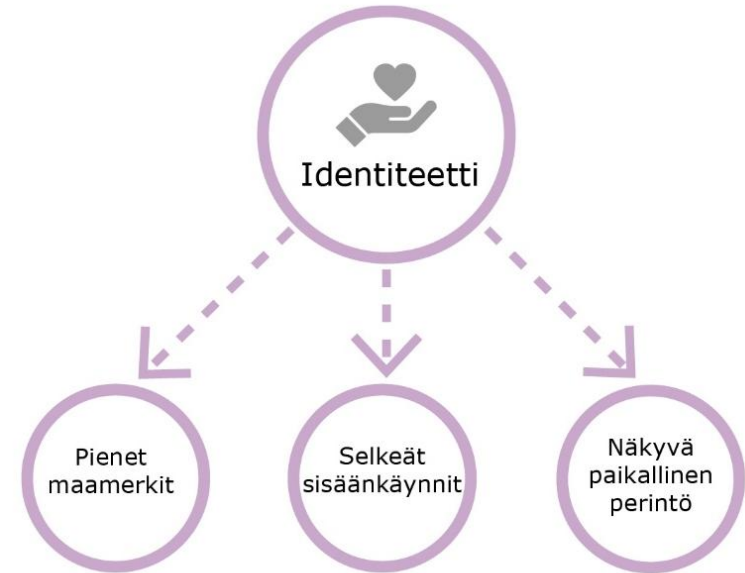 Identiteetti
Pienet
maamerkit
Selkeät
sisäänkäynnit
Näkyvä
paikallinen
perintö